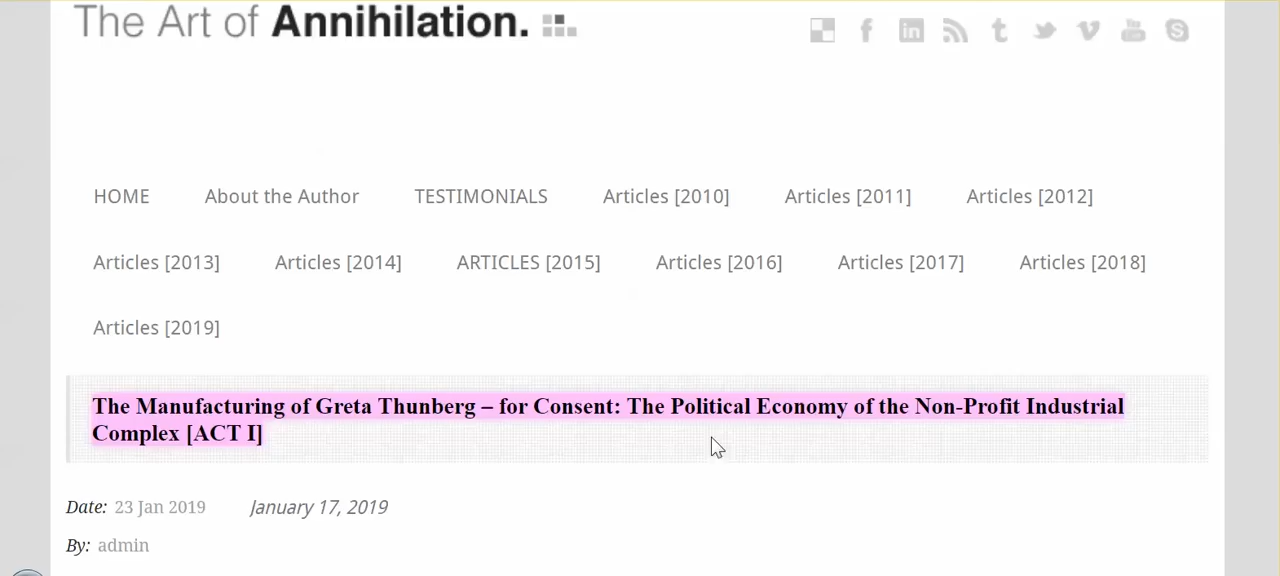 The Art of Annihilation.
HOME About the Author TESTIMONIALS Articles [2010] Articles [2011] Articles [2012]
Articles [2013] Articles [2014] ARTICLES [2015] Articles [2016] Articles [2017] Articles [2018]
Articles [2019]
The Manufacturing of Greta Thunberg – for Consent: The Political Economy of the Non-Profit Industrial
Complex [ACT I]
Date: 23 Jan 2019 January 17, 2019
By: admin